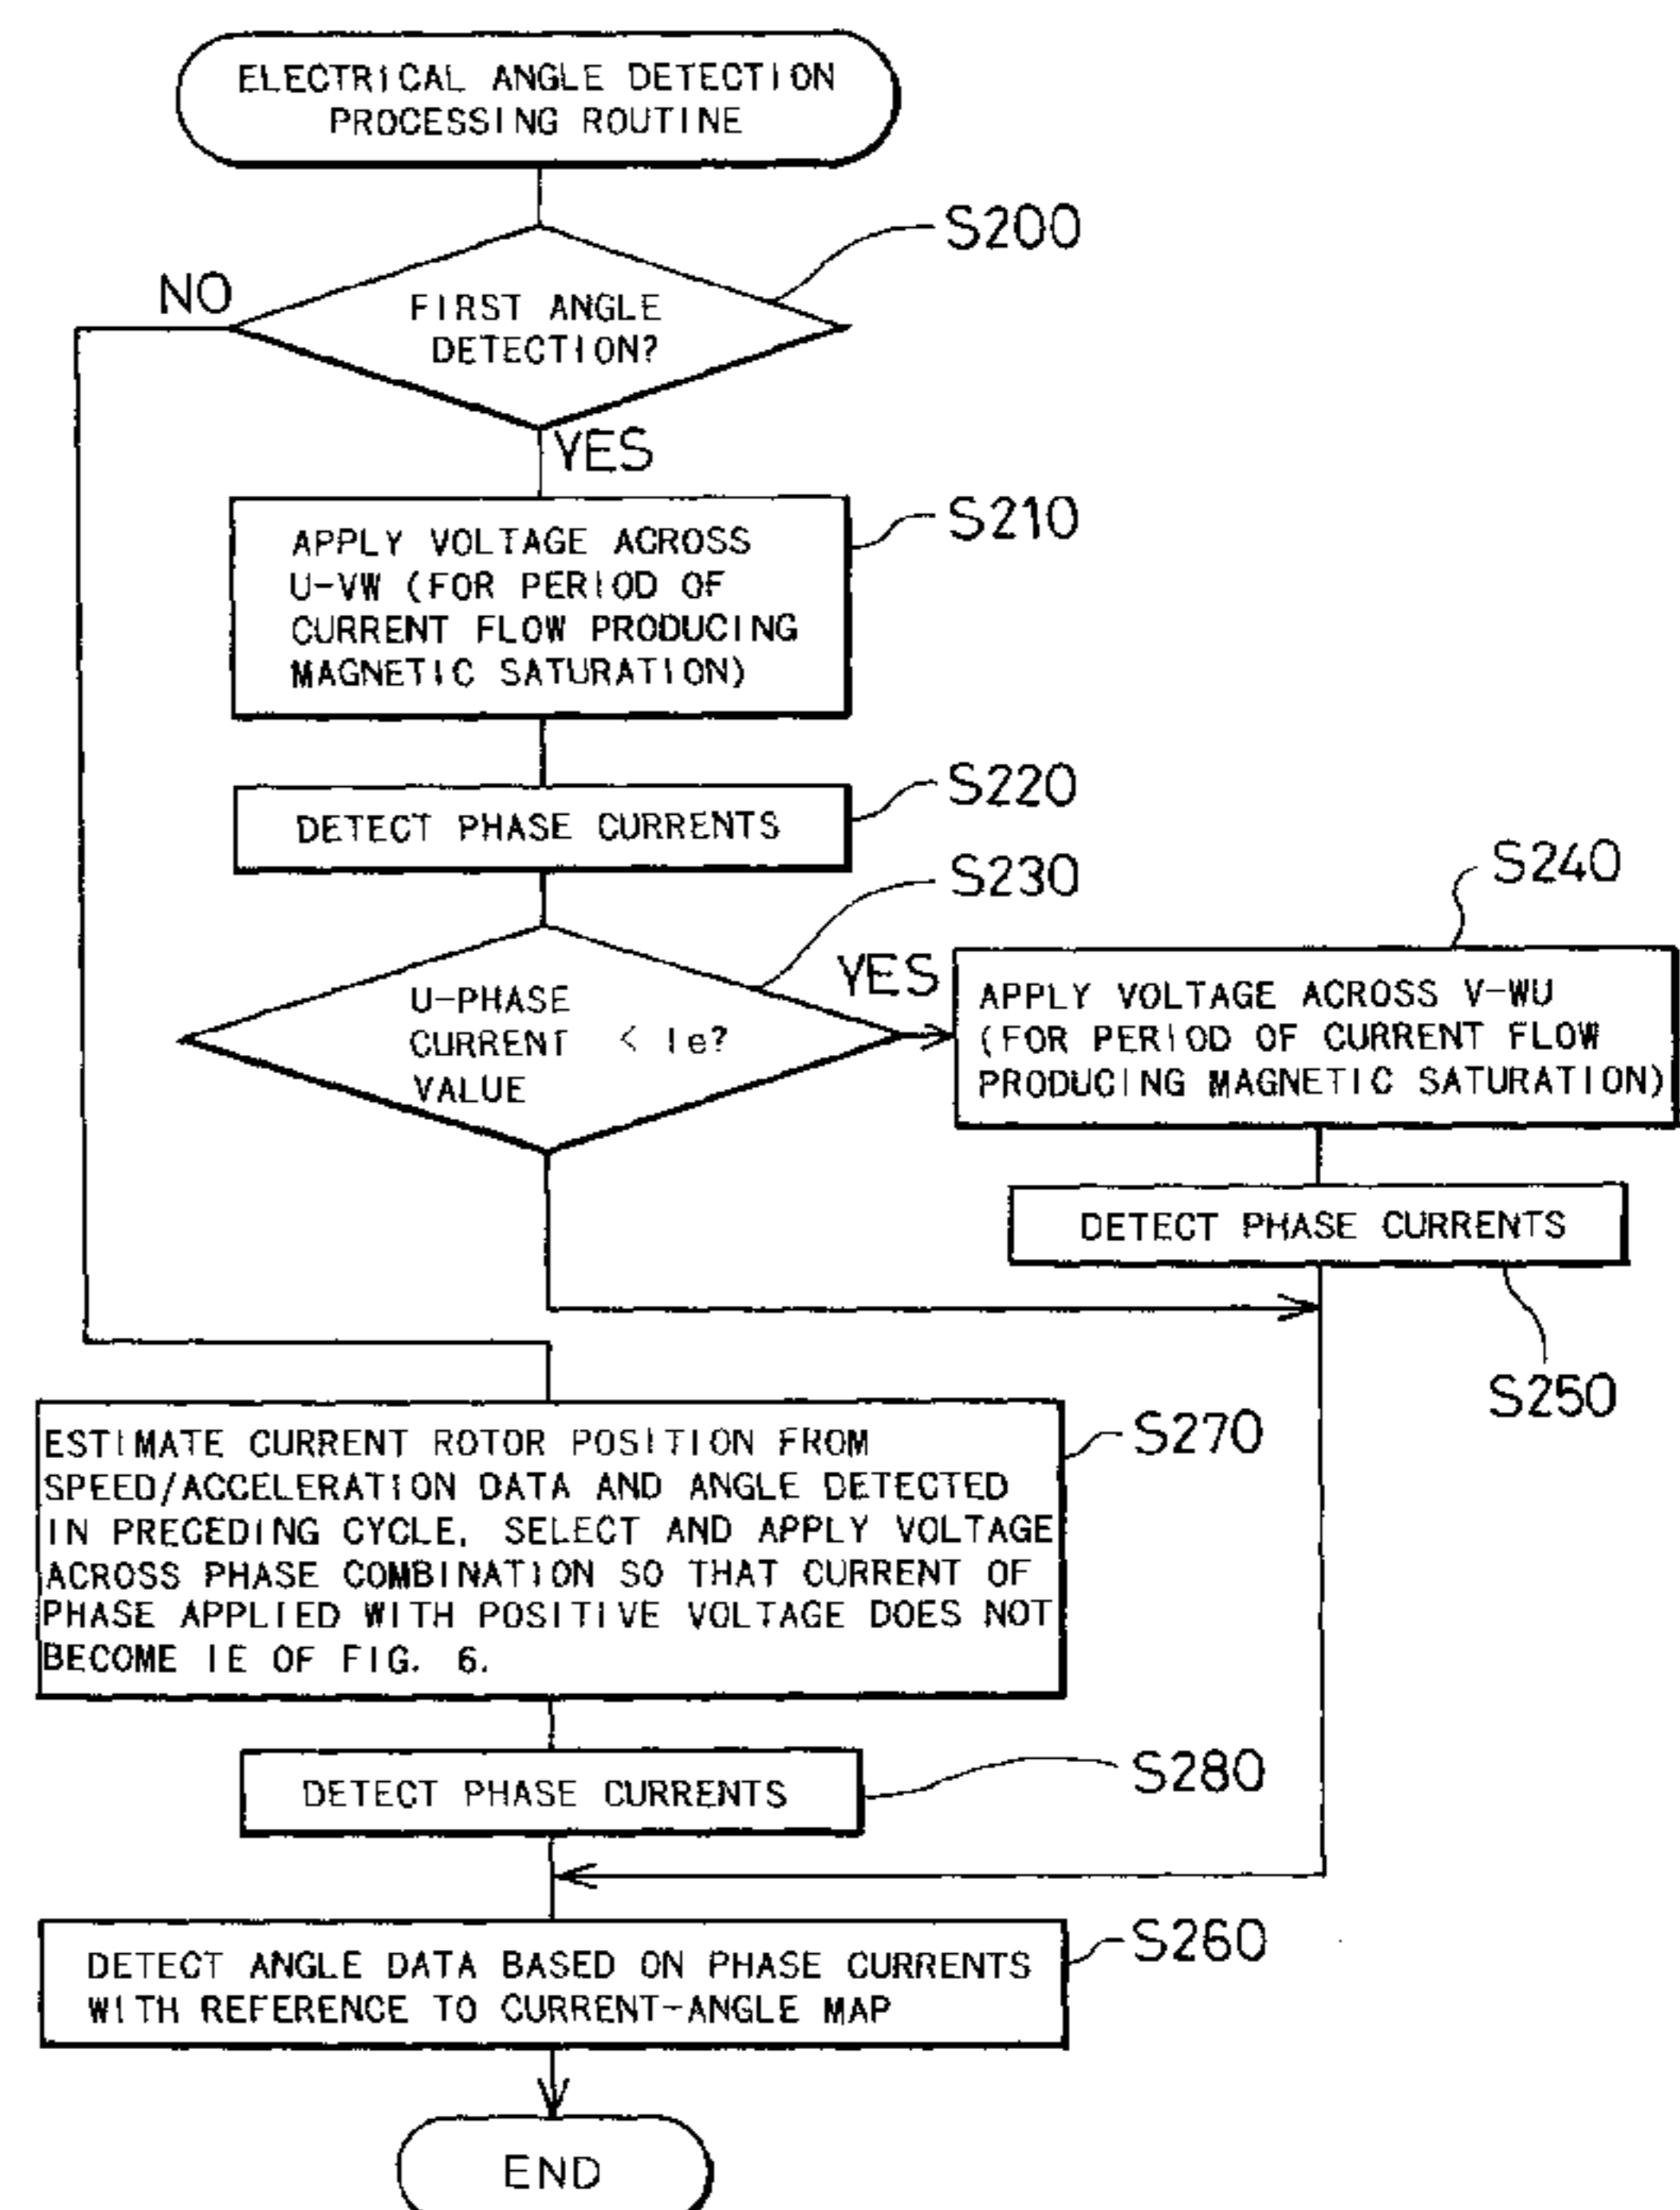 ELECTRICAL ANGLE DETECTION
PROCESSING ROUTINE
S200
NO
FIRST ANGLE
DETECTION?
YES
S210
APPLY VOLTAGE ACROSS
U-VW (FOR PERIOD OF
CURRENT FLOW PRODUCING
MAGNETIC SATURATION)
S220
DETECT PHASE CURRENTS
S230
U-PHASE
CURRENT < Ie?
VALUE
YES
S240
APPLY VOLTAGE ACROSS V-WU
(FOR PERIOD OF CURRENT FLOW
PRODUCING MAGNETIC SATURATION)
DETECT PHASE CURRENTS
S250
S270
ESTIMATE CURRENT ROTOR POSITION FROM
SPEED/ACCELERATION DATA AND ANGLE DETECTED
IN PRECEDING CYCLE, SELECT AND APPLY VOLTAGE
ACROSS PHASE COMBINATION SO THAT CURRENT OF
PHASE APPLIED WITH POSITIVE VOLTAGE DOES NOT
BECOME IE OF FIG. 6.
S280
DETECT PHASE CURRENTS
S260
DETECT ANGLE DATA BASED ON PHASE CURRENTS
WITH REFERENCE TO CURRENT-ANGLE MAP
END